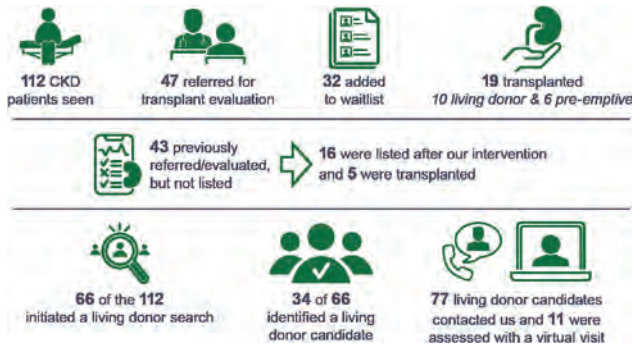 112 CKD
patients seen
47 referred for
transplant evaluation
32 added
to waitlist
19 transplanted
10 living donor & 6 pre-emptive
43 previously
referred/evaluated,
but not listed
16 were listed after our intervention
and 5 were transplanted
66 of the 112
initiated a living donor search
34 of 66
identified a living
donor candidate
77 living donor candidates
contacted us and 11 were
assessed with a virtual visit